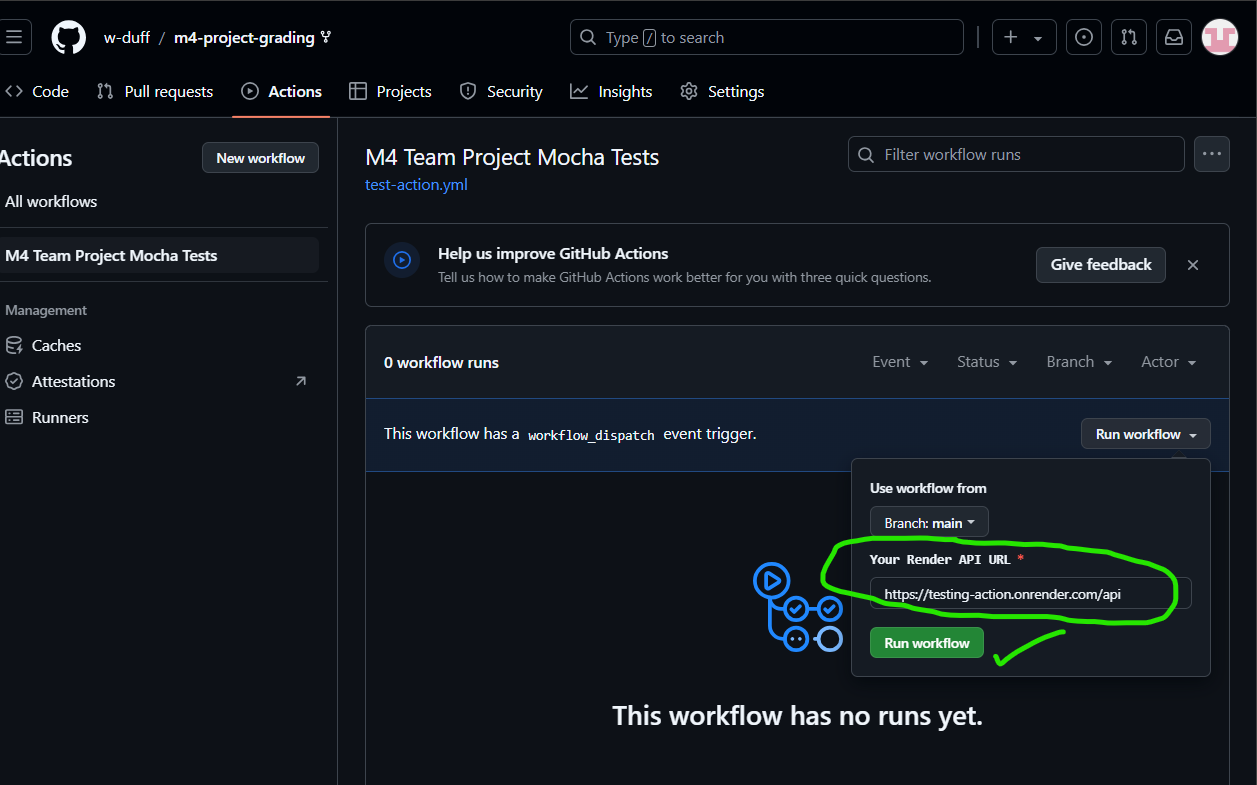 w-duff / m4-project-grading
Type / to search
Code Pull requests Actions Projects Security Insights Settings
Actions
New workflow
All workflows
M4 Team Project Mocha Tests
Management
Caches
Attestations
Runners
M4 Team Project Mocha Tests
test-action.yml
Filter workflow runs
Help us improve GitHub Actions
Tell us how to make GitHub Actions work better for you with three quick questions.
Give feedback
0 workflow runs
Event Status Branch Actor
This workflow has a workflow_dispatch event trigger.
Run workflow
Use workflow from
Branch: main
Your Render API URL *
https://testing-action.onrender.com/api
Run workflow
This workflow has no runs yet.